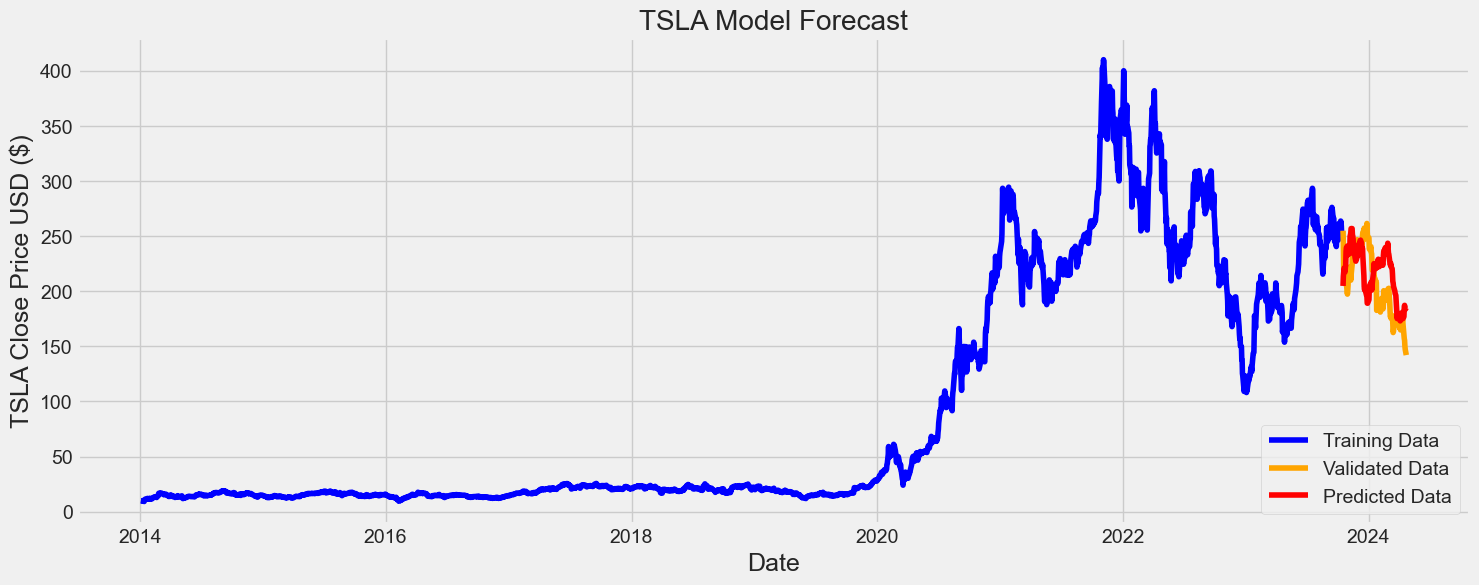 TSLA Model Forecast
TSLA Close Price USD ($)
400
350
300
250
200
150
100
50
0
2014
2016
2018
2020
2022
2024
Date
Training Data
Validated Data
Predicted Data